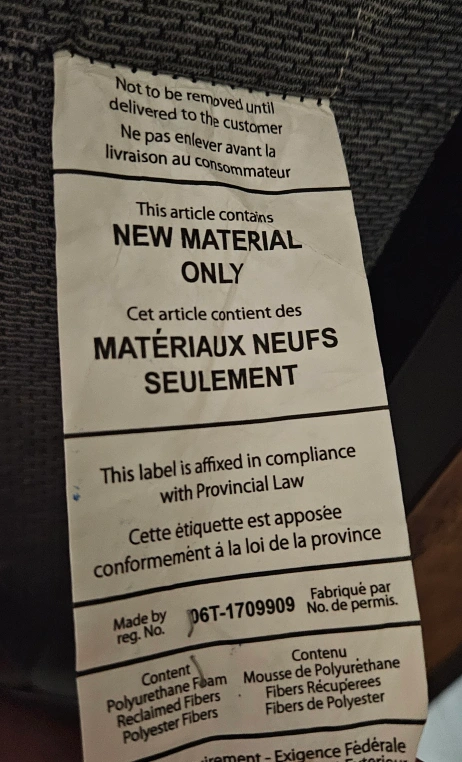 Not to be removed until
delivered to the customer
Ne pas enlever avant la
livraison au consommateur
This article contains
NEW MATERIAL
ONLY
Cet article contient des
MATÉRIAUX NEUFS
SEULEMENT
This label is affixed in compliance
with Provincial Law
Cette étiquette est apposée
conformemént á la loi de la province
Made by
reg. No.
06T-1709909
Fabriqué par
No. de permis.
Content
Polyurethane Foam
Reclaimed Fibers
Polyester Fibers
Contenu
Mousse de Polyuréthane
Fibers Récuperees
Fibers de Polyester
- Exigence Fédérale